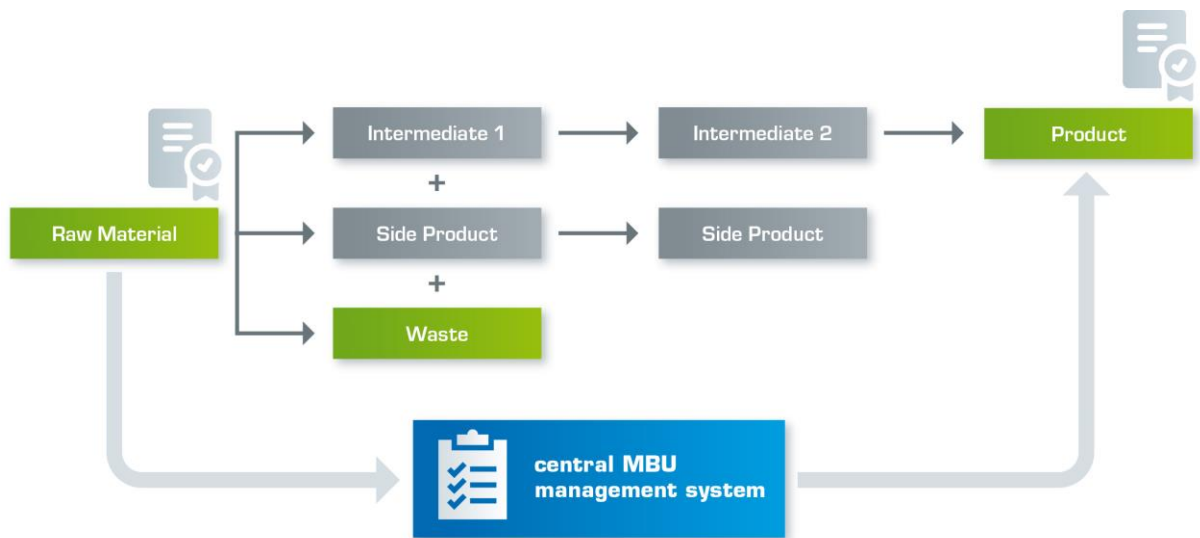 Intermediate 1
Intermediate 2
Product
+
Raw Material
Side Product
Side Product
+
Waste
central MBU
management system